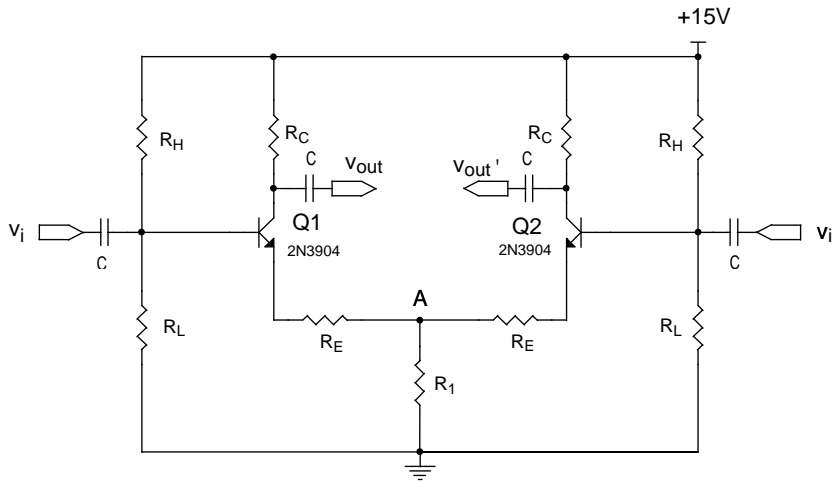 +15V
R_H
R_C
C
v_out
v_out '
C
R_C
R_H
v_i
C
Q1
2N3904
Q2
2N3904
C
v_i
R_L
R_E
A
R_E
R_L
R_1